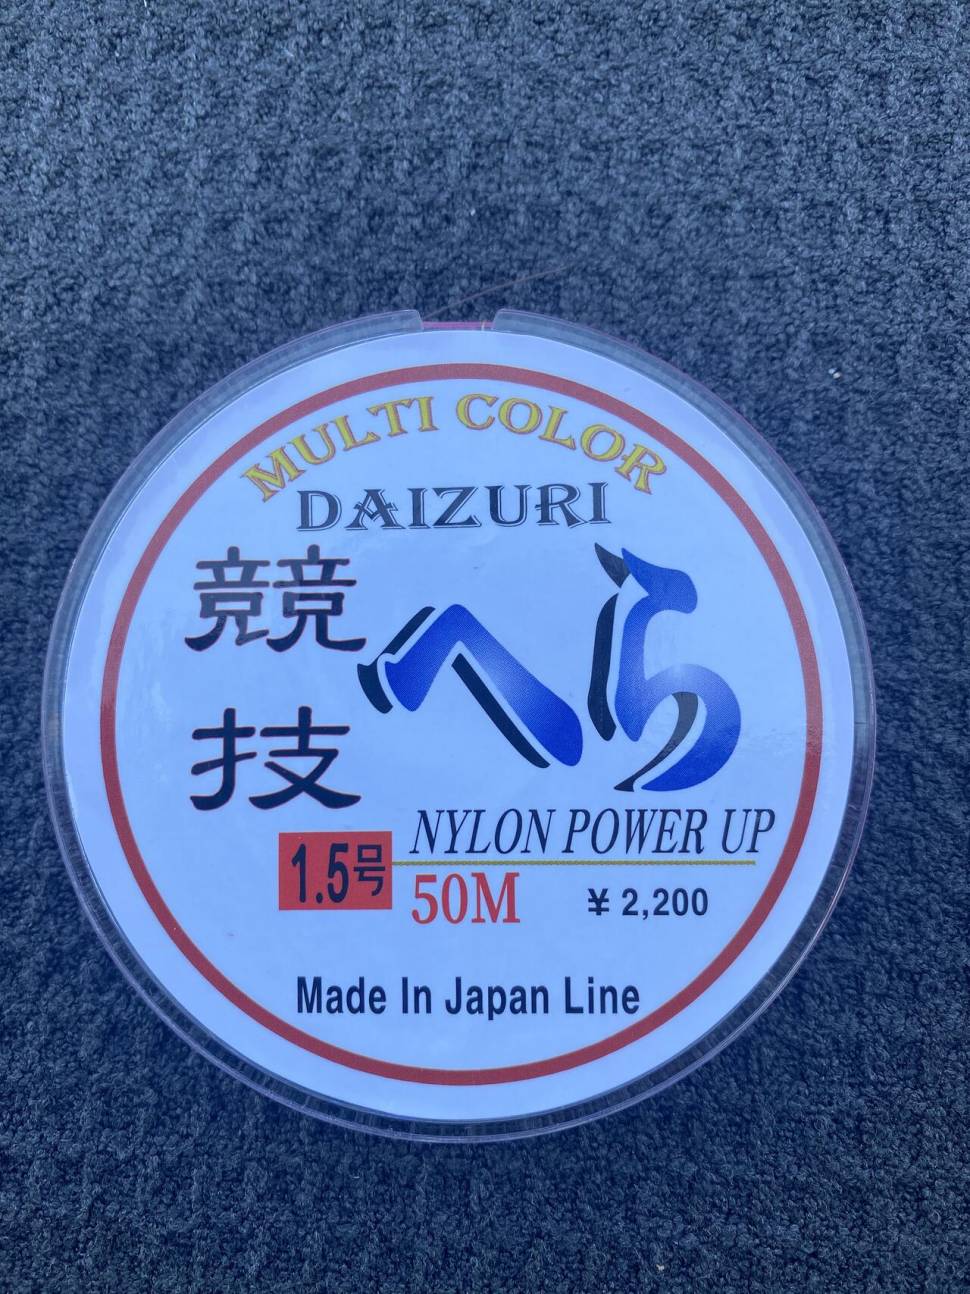 MULTI COLOR
DAIZURI
競技
へら
NYLON POWER UP
1.5号
50M
¥ 2,200
Made In Japan Line